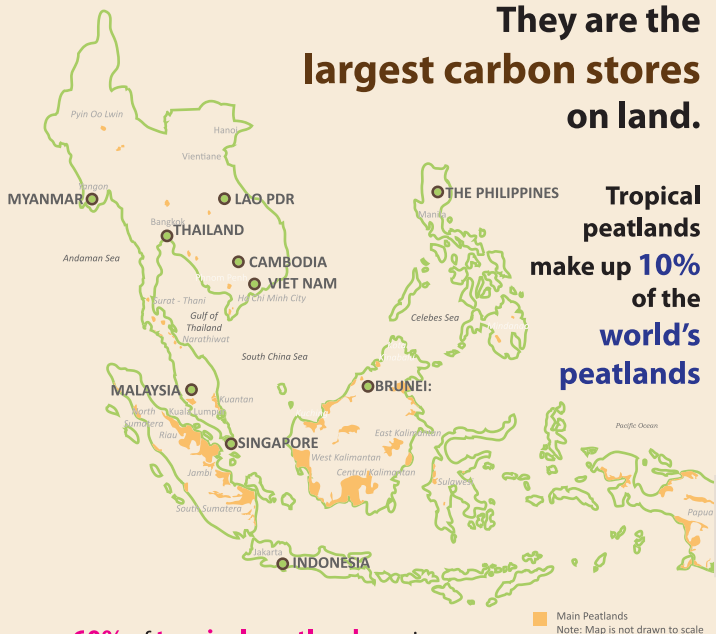 They are the
largest carbon stores
on land.
Tropical
peatlands
make up 10%
of the
world's
peatlands
Pyin Oo Lwin
Hanoi
Vientiane
Yangon
MYANMAR
LAO PDR
THE PHILIPPINES
Manila
Bangkok
THAILAND
Andaman Sea
CAMBODIA
VIET NAM
Ho Chi Minh City
Surat - Thani
Gulf of
Thailand
Narathiwat
Celebes Sea
South China Sea
MALAYSIA
BRUNEI:
Kuantan
North
Sumatera
Kuala Lumpur
Riau
SINGAPORE
East Kalimantan
Pacific Ocean
West Kalimantan
Jambi
Central Kalimantan
Sulawesi
South Sumatera
Papua
Jakarta
INDONESIA
Main Peatlands
Note: Map is not drawn to scale
60% of tropical peatlands